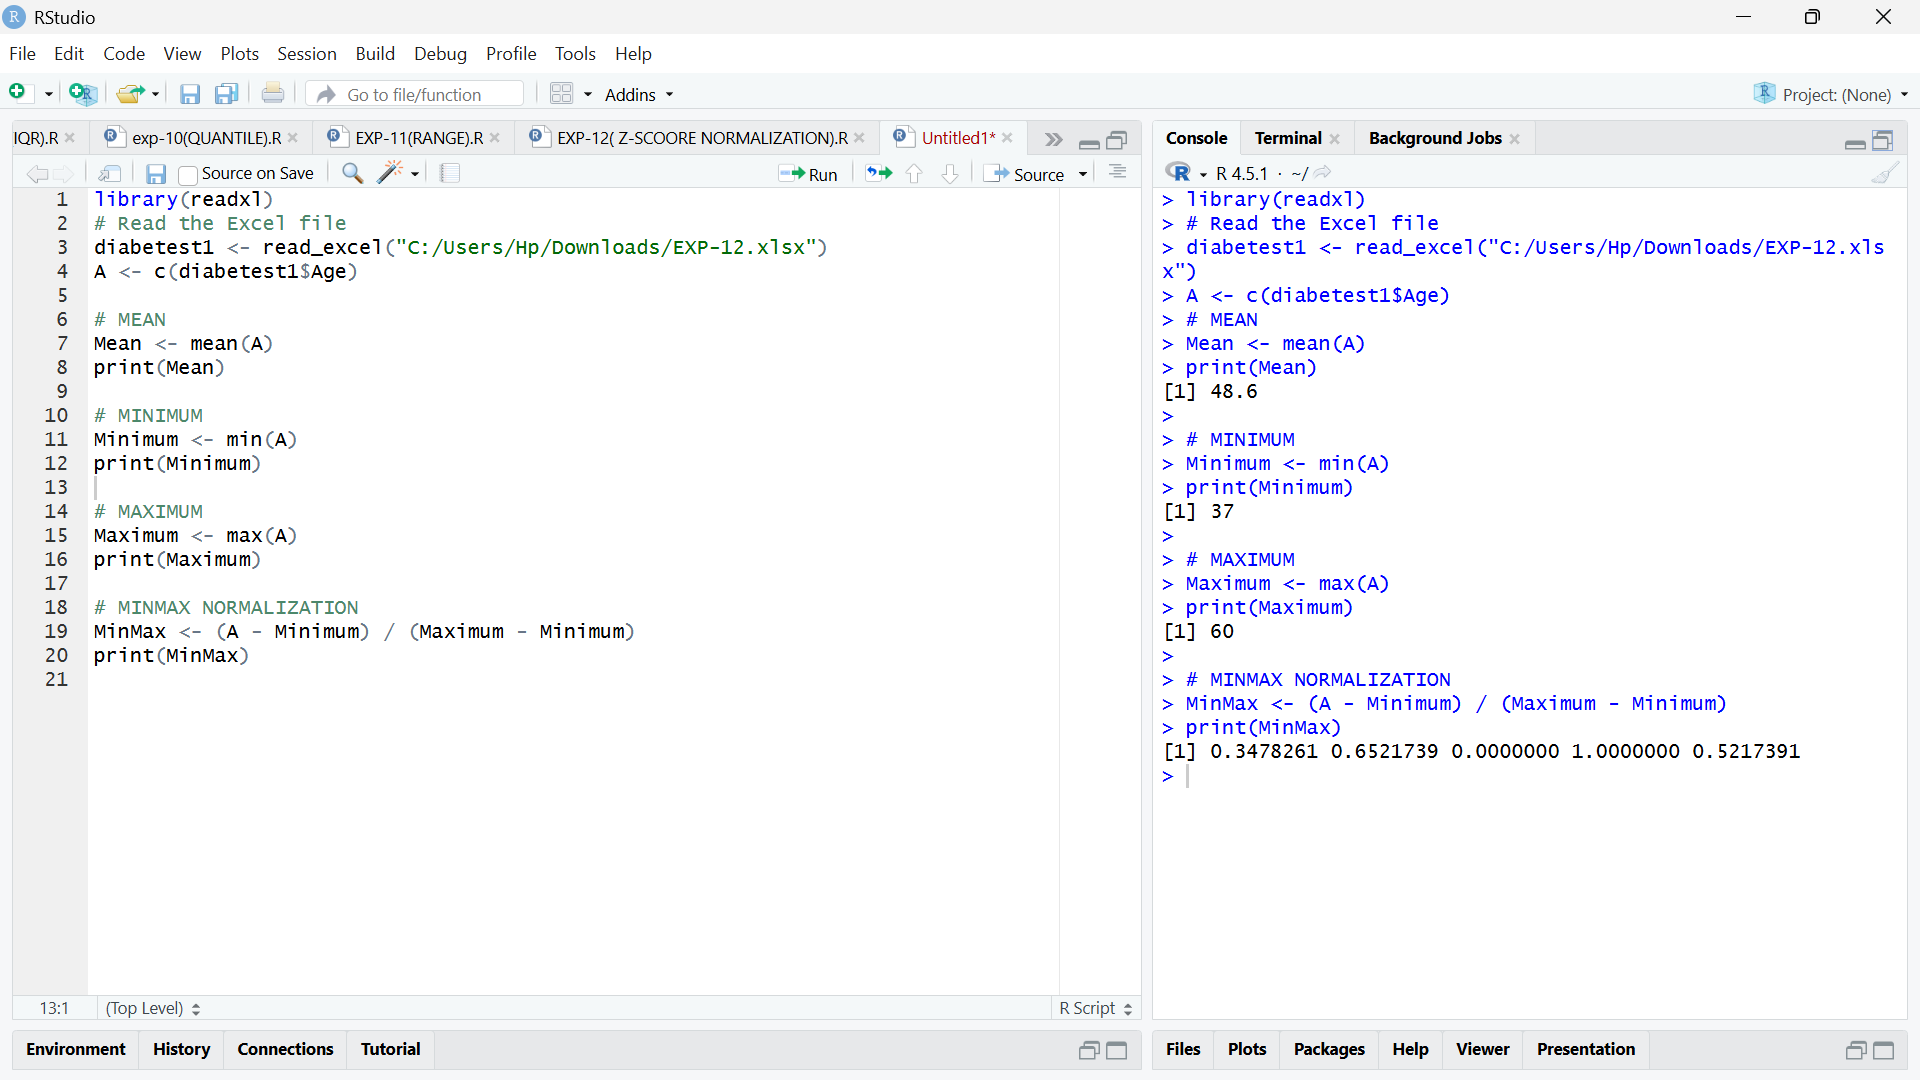 RStudio
File Edit Code View Plots Session Build Debug Profile Tools Help
Go to file/function Addins Project: (None)
IQR).R exp-10(QUANTILE).R EXP-11(RANGE).R EXP-12( Z-SCOORE NORMALIZATION).R Untitled1*
Source on Save Run Source
1 library(readxl)
2 # Read the Excel file
3 diabetest1 <- read_excel("C:/Users/Hp/Downloads/EXP-12.xlsx")
4 A <- c(diabetest1$Age)
5
6 # MEAN
7 Mean <- mean(A)
8 print(Mean)
9
10 # MINIMUM
11 Minimum <- min(A)
12 print(Minimum)
13
14 # MAXIMUM
15 Maximum <- max(A)
16 print(Maximum)
17
18 # MINMAX NORMALIZATION
19 MinMax <- (A - Minimum) / (Maximum - Minimum)
20 print(MinMax)
21
13:1 (Top Level) R Script
Console Terminal Background Jobs
R 4.5.1 · ~/
> library(readxl)
> # Read the Excel file
> diabetest1 <- read_excel("C:/Users/Hp/Downloads/EXP-12.xls
x")
> A <- c(diabetest1$Age)
> # MEAN
> Mean <- mean(A)
> print(Mean)
[1] 48.6
>
> # MINIMUM
> Minimum <- min(A)
> print(Minimum)
[1] 37
>
> # MAXIMUM
> Maximum <- max(A)
> print(Maximum)
[1] 60
>
> # MINMAX NORMALIZATION
> MinMax <- (A - Minimum) / (Maximum - Minimum)
> print(MinMax)
[1] 0.3478261 0.6521739 0.0000000 1.0000000 0.5217391
>
Environment History Connections Tutorial
Files Plots Packages Help Viewer Presentation